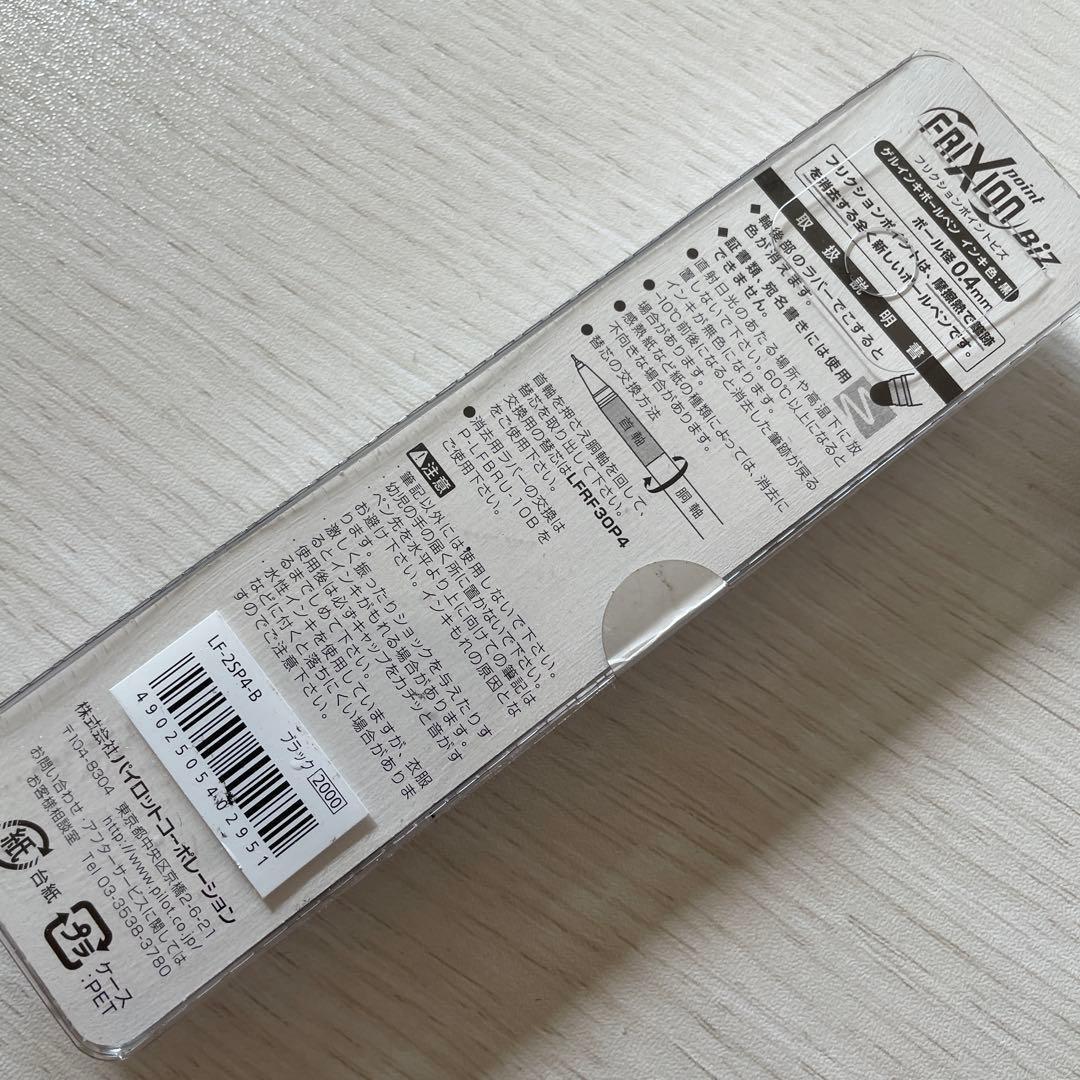 FRIXION point BiZ
フリクションポイントビズ
ゲルインキボールペン インキ色:黒
ボール径 0.4mm
フリクションポイントは、摩擦熱で筆跡
を消去する全く新しいボールペンです。
取扱説明書
◆軸後部のラバーでこすると
色が消えます。
◆証書類、宛名書きには使用
できません。
●直射日光のあたる場所や高温下に放
置しないで下さい。60℃以上になると
インキが無色になります。
●-10℃前後になると消去した筆跡が戻る
場合があります。
●感熱紙など紙の種類によっては、消去に
不向きな場合があります。
●替芯の交換方法
首軸
胴軸
首軸を押さえ胴軸を回して、
替芯を取り出して下さい。
交換用の替芯はLFRF30P4
をご使用下さい。
●消去用ラバーの交換は
P-LFBRU-10Bを、
ご使用下さい。
⚠注意
・筆記以外には使用しないで下さい。
・幼児の手の届く所に置かないで下さい。
・ペン先を水平より上に向けての筆記は
お避け下さい。インキもれの原因とな
ります。
・激しく振ったりショックを与えたりす
るとインキがもれる場合があります。
・使用後は必ずキャップをカチッと音がす
るまでしめて下さい。
・水性インキを使用していますが、衣服
などに付くと落ちにくい場合がありま
すのでご注意下さい。
LF-2SP4-B
ブラック 2000
4902505402951
株式会社パイロットコーポレーション
〒104-8304 東京都中央区京橋2-6-21
http://www.pilot.co.jp/
お問い合わせ・アフターサービスに関しては
お客様相談室 Tel 03-3538-3780
紙 台紙
プラ ケース
:PET